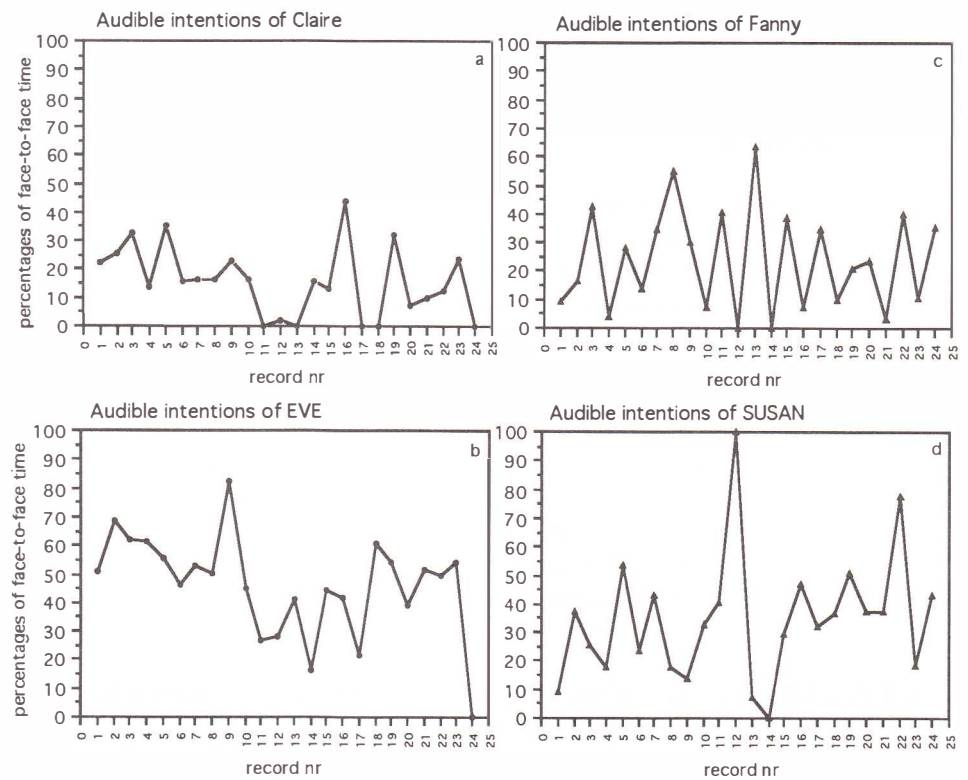 Audible intentions of Claire
percentages of face-to-face time
100
90
80
70
60
50
40
30
20
10
0
a
0 1 2 3 4 5 6 7 8 9 10 11 12 13 14 15 16 17 18 19 20 21 22 23 24 25
record nr
Audible intentions of Fanny
100
90
80
70
60
50
40
30
20
10
0
c
0 1 2 3 4 5 6 7 8 9 10 11 12 13 14 15 16 17 18 19 20 21 22 23 24 25
record nr
Audible intentions of EVE
percentages of face-to-face time
100
90
80
70
60
50
40
30
20
10
0
b
0 1 2 3 4 5 6 7 8 9 10 11 12 13 14 15 16 17 18 19 20 21 22 23 24 25
record nr
Audible intentions of SUSAN
100
90
80
70
60
50
40
30
20
10
0
d
0 1 2 3 4 5 6 7 8 9 10 11 12 13 14 15 16 17 18 19 20 21 22 23 24 25
record nr